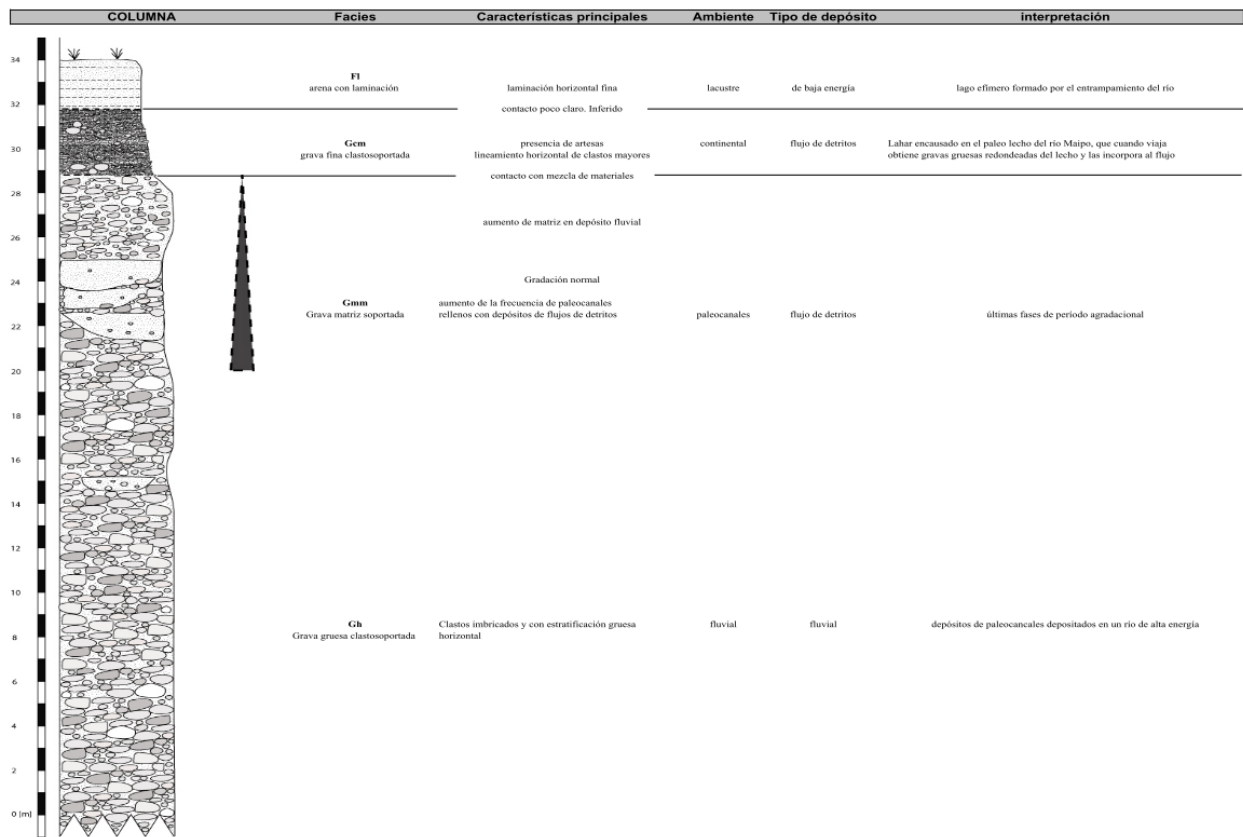 COLUMNA Facies Características principales Ambiente Tipo de depósito interpretación
34
Fl
arena con laminación laminación horizontal fina lacustre de baja energía lago efímero formado por el entrampamiento del río
32
contacto poco claro. Inferido
Gcm presencia de artesas continental flujo de detritos Lahar encausado en el paleo lecho del río Maipo, que cuando viaja
30
grava fina clastosoportada lineamiento horizontal de clastos mayores obtiene gravas gruesas redondeadas del lecho y las incorpora al flujo
contacto con mezcla de materiales
28
aumento de matriz en depósito fluvial
26
Gradación normal
24
Gmm aumento de la frecuencia de paleocanales
Grava matriz soportada rellenos con depósitos de flujos de detritos paleocanales flujo de detritos últimas fases de período agradacional
22
20
18
16
14
12
10
Gh Clastos imbricados y con estratificación gruesa fluvial fluvial depósitos de paleocancales depositados en un río de alta energía
8
Grava gruesa clastosoportada horizontal
6
4
2
0 [m]